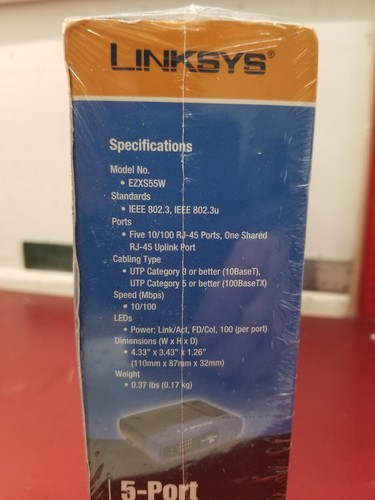 LINKSYS®
Specifications
Model No.
• EZXS55W
Standards
• IEEE 802.3, IEEE 802.3u
Ports
• Five 10/100 RJ-45 Ports, One Shared
RJ-45 Uplink Port
Cabling Type
• UTP Category 3 or better (10BaseT),
UTP Category 5 or better (100BaseTX)
Speed (Mbps)
• 10/100
LEDs
• Power; Link/Act, FD/Col, 100 (per port)
Dimensions (W x H x D)
• 4.33" x 3.43" x 1.26"
(110mm x 87mm x 32mm)
Weight
• 0.37 lbs (0.17 kg)
5-Port